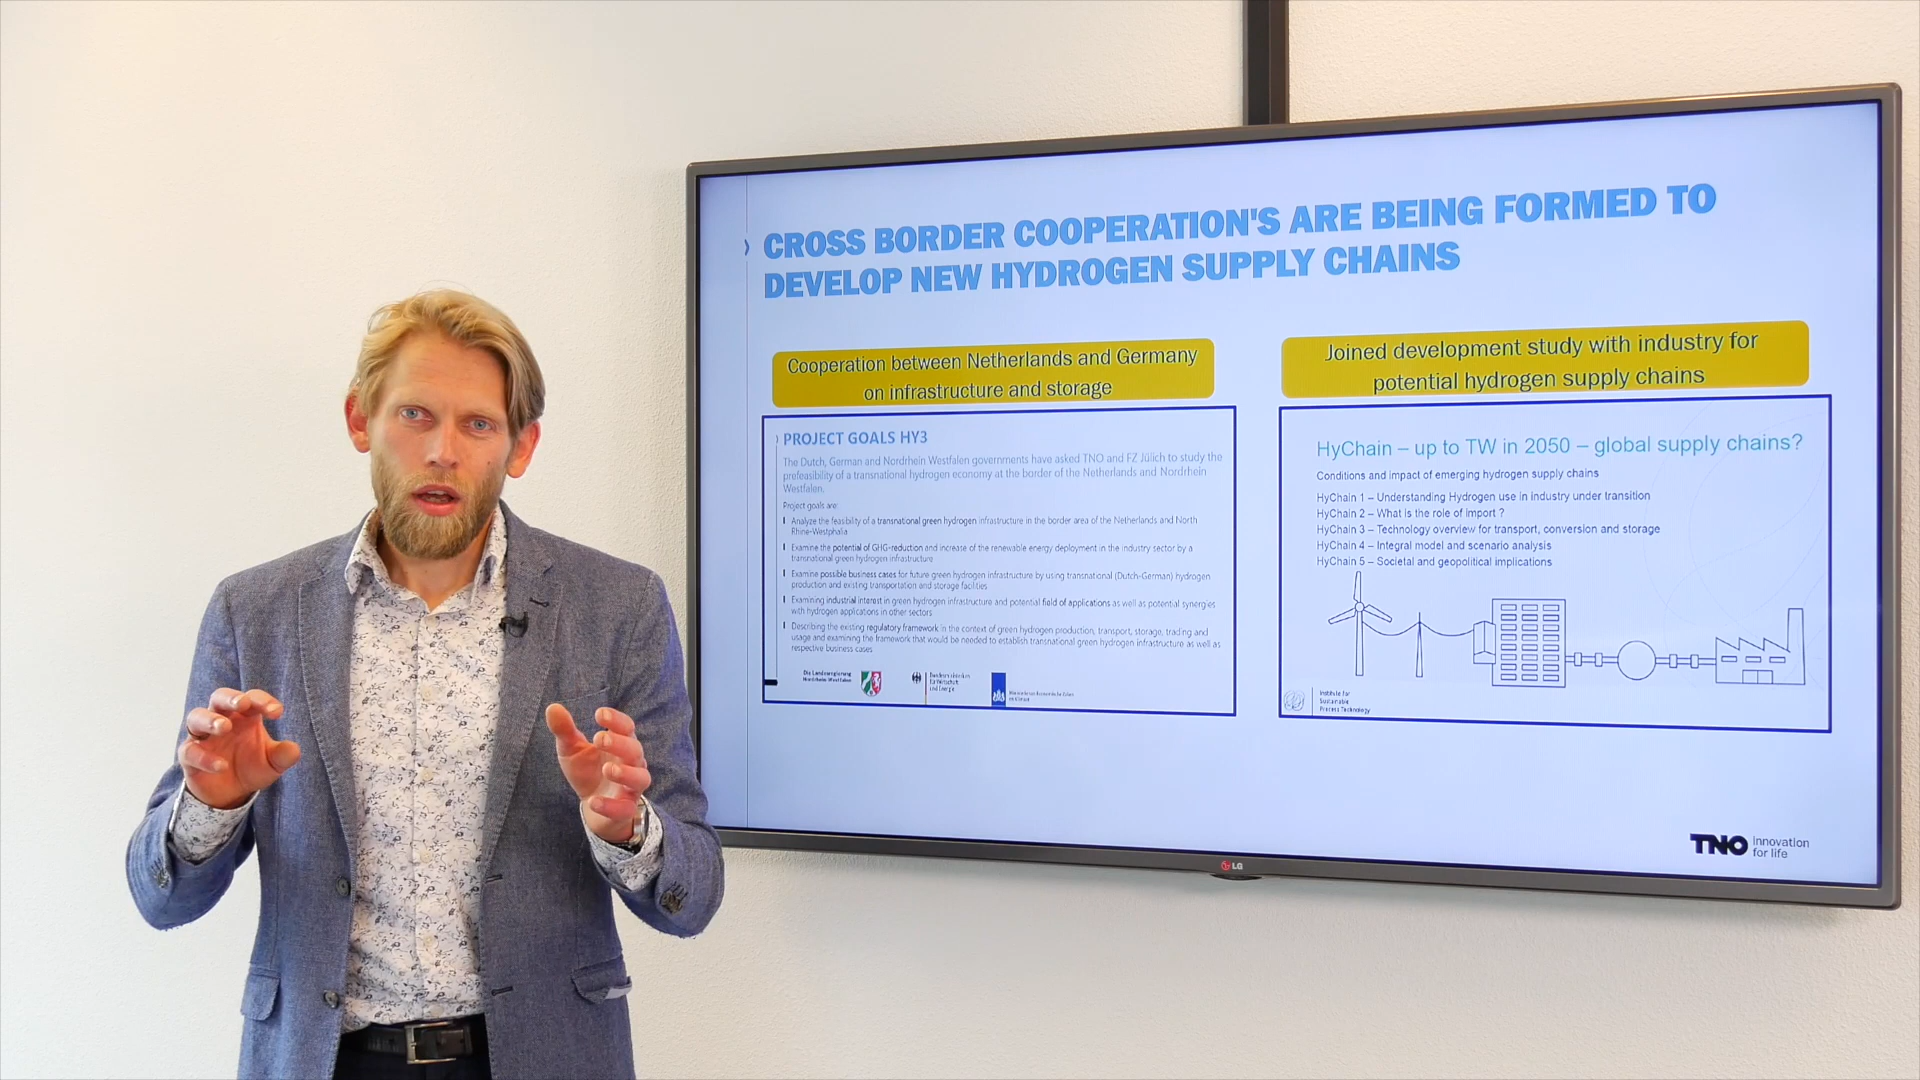 CROSS BORDER COOPERATION'S ARE BEING FORMED TO
DEVELOP NEW HYDROGEN SUPPLY CHAINS
Cooperation between Netherlands and Germany
on infrastructure and storage
PROJECT GOALS HY3
The Dutch, German and Nordrhein Westfalen governments have asked TNO and FZ Jülich to study the
prefeasibility of a transnational hydrogen economy at the border of the Netherlands and Nordrhein
Westfalen.
Project goals are:
Analyze the feasibility of a transnational green hydrogen infrastructure in the border area of the Netherlands and North
Rhine-Westphalia
Examine the potential of GHG-reduction and increase of the renewable energy deployment in the industry sector by a
transnational green hydrogen infrastructure
Examine possible business cases for future green hydrogen infrastructure by using transnational (Dutch-German) hydrogen
production and existing transportation and storage facilities
Examining industrial interest in green hydrogen infrastructure and potential field of applications as well as potential synergies
with hydrogen applications in other sectors
Describing the existing regulatory framework in the context of green hydrogen production, transport, storage, trading and
usage and examining the framework that would be needed to establish transnational green hydrogen infrastructure as well as
respective business cases
Die Landesregierung
Nordrhein-Westfalen
Joined development study with industry for
potential hydrogen supply chains
HyChain – up to TW in 2050 – global supply chains?
Conditions and impact of emerging hydrogen supply chains
HyChain 1 – Understanding Hydrogen use in industry under transition
HyChain 2 – What is the role of import ?
HyChain 3 – Technology overview for transport, conversion and storage
HyChain 4 – Integral model and scenario analysis
HyChain 5 – Societal and geopolitical implications
Institute for
Sustainable
Process Technology
TNO innovation
for life
LG